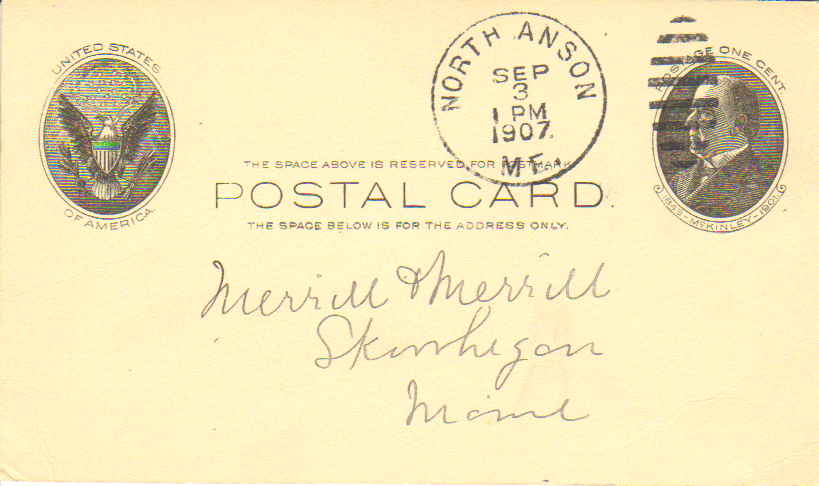 UNITED STATES
OF AMERICA.
NORTH ANSON
SEP
3
1 PM
1907.
ME.
POSTAGE ONE CENT.
1843-McKINLEY-1901.
THE SPACE ABOVE IS RESERVED FOR POSTMARK
POSTAL CARD.
THE SPACE BELOW IS FOR THE ADDRESS ONLY.
Merrill & Merrill
Skowhegan
Maine